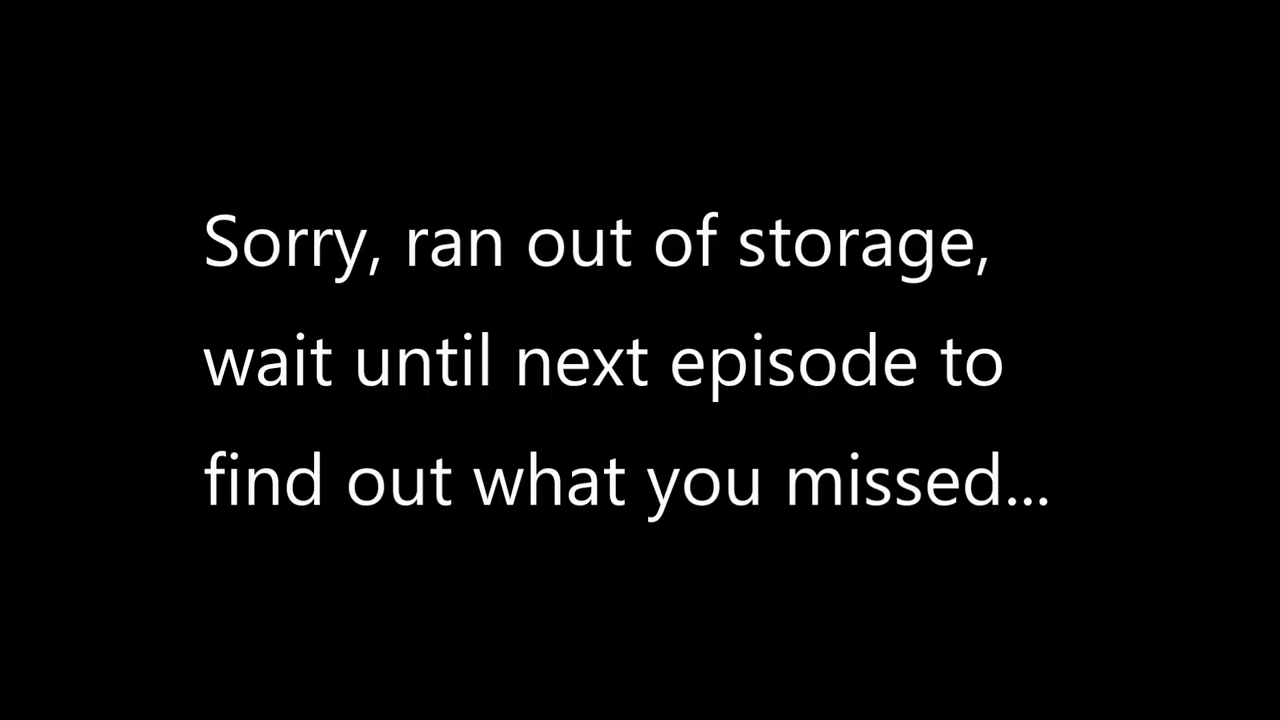 Sorry, ran out of storage,
wait until next episode to
find out what you missed...